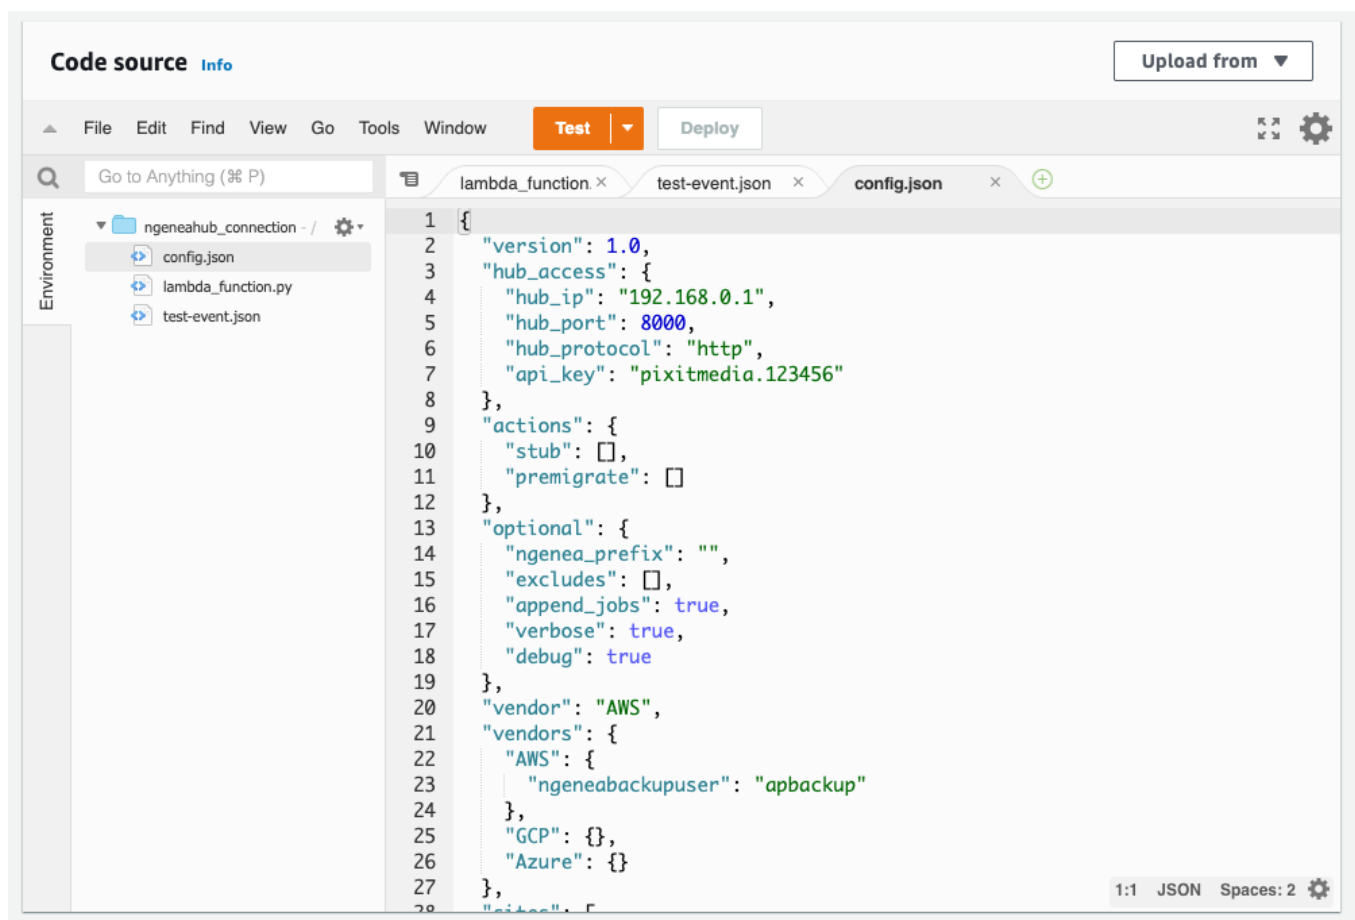 Code source Info
Upload from
File Edit Find View Go Tools Window Test Deploy
Go to Anything (⌘ P)
lambda_function. test-event.json config.json
Environment
ngeneahub_connection - /
config.json
lambda_function.py
test-event.json
1 {
2 "version": 1.0,
3 "hub_access": {
4 "hub_ip": "192.168.0.1",
5 "hub_port": 8000,
6 "hub_protocol": "http",
7 "api_key": "pixitmedia.123456"
8 },
9 "actions": {
10 "stub": [],
11 "premigrate": []
12 },
13 "optional": {
14 "ngenea_prefix": "",
15 "excludes": [],
16 "append_jobs": true,
17 "verbose": true,
18 "debug": true
19 },
20 "vendor": "AWS",
21 "vendors": {
22 "AWS": {
23 "ngeneabackupuser": "apbackup"
24 },
25 "GCP": {},
26 "Azure": {}
27 },
28 "sites": [
1:1 JSON Spaces: 2